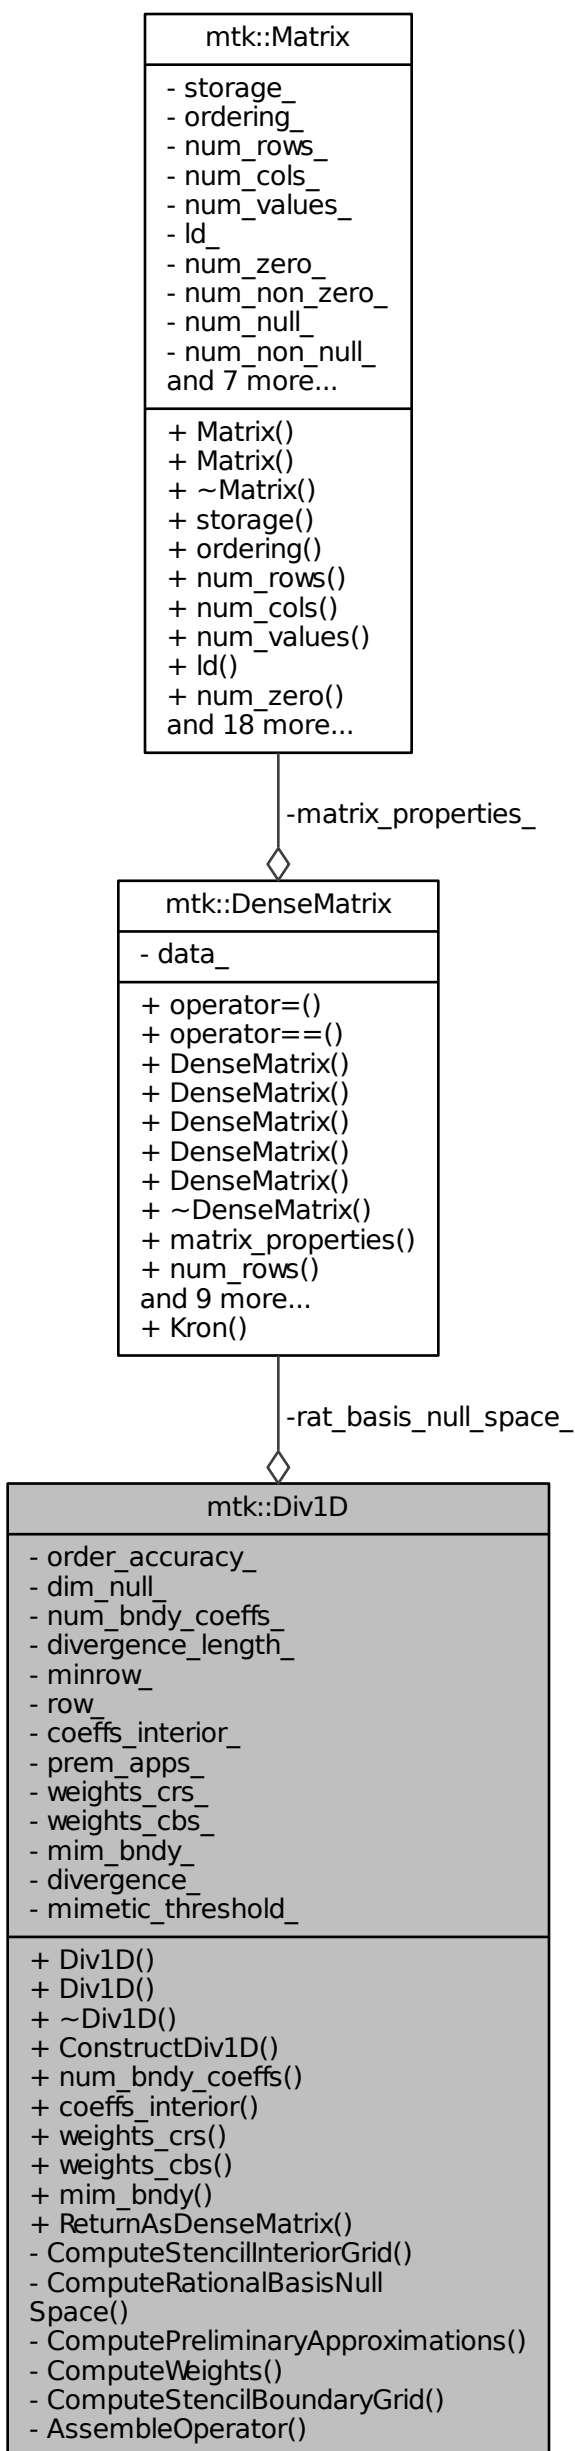 mtk::Matrix
- storage_
- ordering_
- num_rows_
- num_cols_
- num_values_
- ld_
- num_zero_
- num_non_zero_
- num_null_
- num_non_null_
and 7 more...
+ Matrix()
+ Matrix()
+ ~Matrix()
+ storage()
+ ordering()
+ num_rows()
+ num_cols()
+ num_values()
+ ld()
+ num_zero()
and 18 more...
-matrix_properties_
mtk::DenseMatrix
- data_
+ operator=()
+ operator==()
+ DenseMatrix()
+ DenseMatrix()
+ DenseMatrix()
+ DenseMatrix()
+ DenseMatrix()
+ ~DenseMatrix()
+ matrix_properties()
+ num_rows()
and 9 more...
+ Kron()
-rat_basis_null_space_
mtk::Div1D
- order_accuracy_
- dim_null_
- num_bndy_coeffs_
- divergence_length_
- minrow_
- row_
- coeffs_interior_
- prem_apps_
- weights_crs_
- weights_cbs_
- mim_bndy_
- divergence_
- mimetic_threshold_
+ Div1D()
+ Div1D()
+ ~Div1D()
+ ConstructDiv1D()
+ num_bndy_coeffs()
+ coeffs_interior()
+ weights_crs()
+ weights_cbs()
+ mim_bndy()
+ ReturnAsDenseMatrix()
- ComputeStencilInteriorGrid()
- ComputeRationalBasisNull
Space()
- ComputePreliminaryApproximations()
- ComputeWeights()
- ComputeStencilBoundaryGrid()
- AssembleOperator()